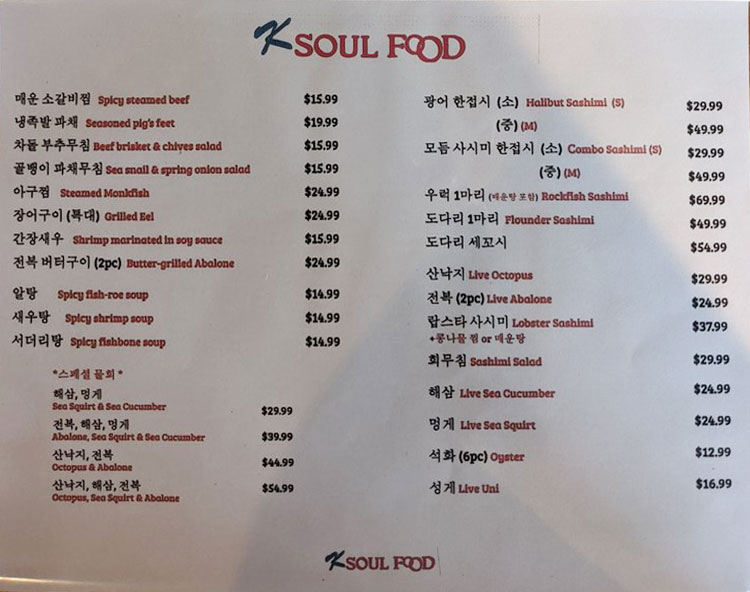 K SOUL FOOD
매운 소갈비찜 Spicy steamed beef $15.99
냉족발 파채 Seasoned pig's feet $19.99
차돌 부추무침 Beef brisket & chives salad $15.99
골뱅이 파채무침 Sea snail & spring onion salad $15.99
아구찜 Steamed Monkfish $24.99
장어구이 (특대) Grilled Eel $24.99
간장새우 Shrimp marinated in soy sauce $15.99
전복 버터구이 (2pc) Butter-grilled Abalone $24.99
알탕 Spicy fish-roe soup $14.99
새우탕 Spicy shrimp soup $14.99
서더리탕 Spicy fishbone soup $14.99
*스페셜 물회*
해삼, 멍게
Sea Squirt & Sea Cucumber $29.99
전복, 해삼, 멍게
Abalone, Sea Squirt & Sea Cucumber $39.99
산낙지, 전복
Octopus & Abalone $44.99
산낙지, 해삼, 전복
Octopus, Sea Squirt & Abalone $54.99
광어 한접시 (소) Halibut Sashimi (S) $29.99
(중) (M) $49.99
모듬 사시미 한접시 (소) Combo Sashimi (S) $29.99
(중) (M) $49.99
우럭 1마리 (매운탕 포함) Rockfish Sashimi $69.99
도다리 1마리 Flounder Sashimi $49.99
도다리 세꼬시 $54.99
산낙지 Live Octopus $29.99
전복 (2pc) Live Abalone $24.99
랍스타 사시미 Lobster Sashimi $37.99
+콩나물 찜 or 매운탕
회무침 Sashimi Salad $29.99
해삼 Live Sea Cucumber $24.99
멍게 Live Sea Squirt $24.99
석화 (6pc) Oyster $12.99
성게 Live Uni $16.99
K SOUL FOOD